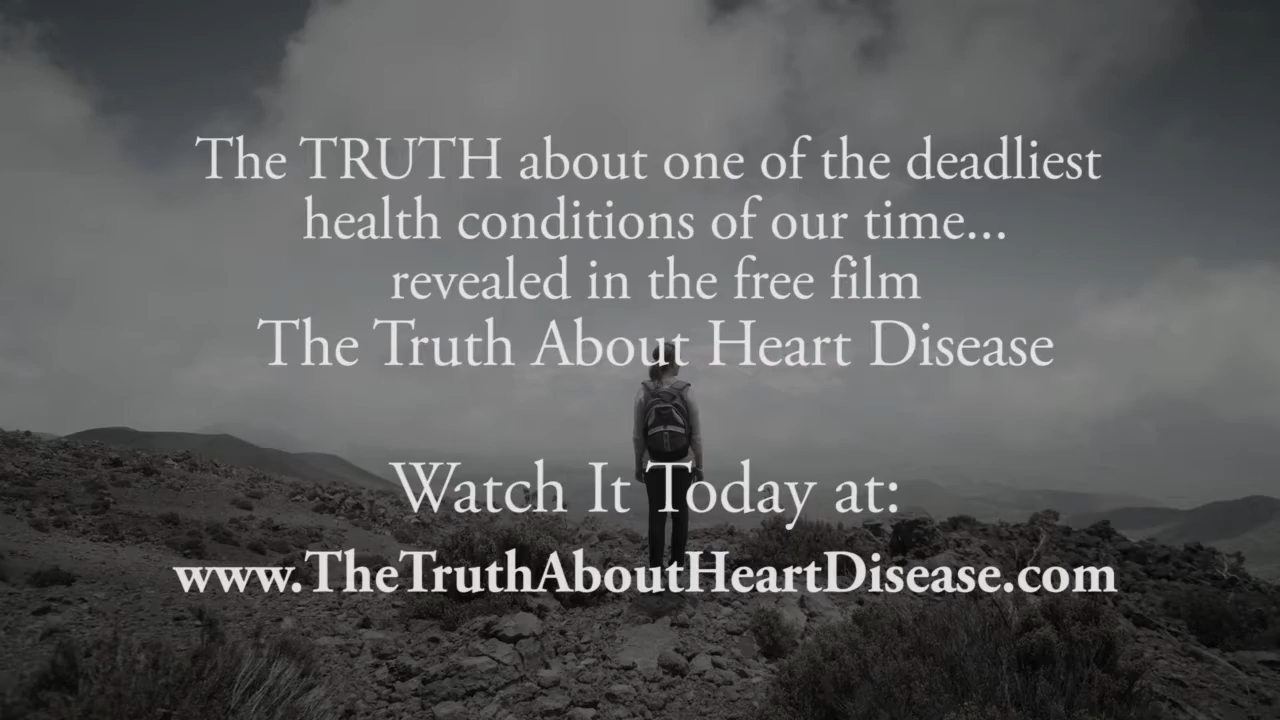 The TRUTH about one of the deadliest
health conditions of our time...
revealed in the free film
The Truth About Heart Disease
Watch It Today at:
www.TheTruthAboutHeartDisease.com